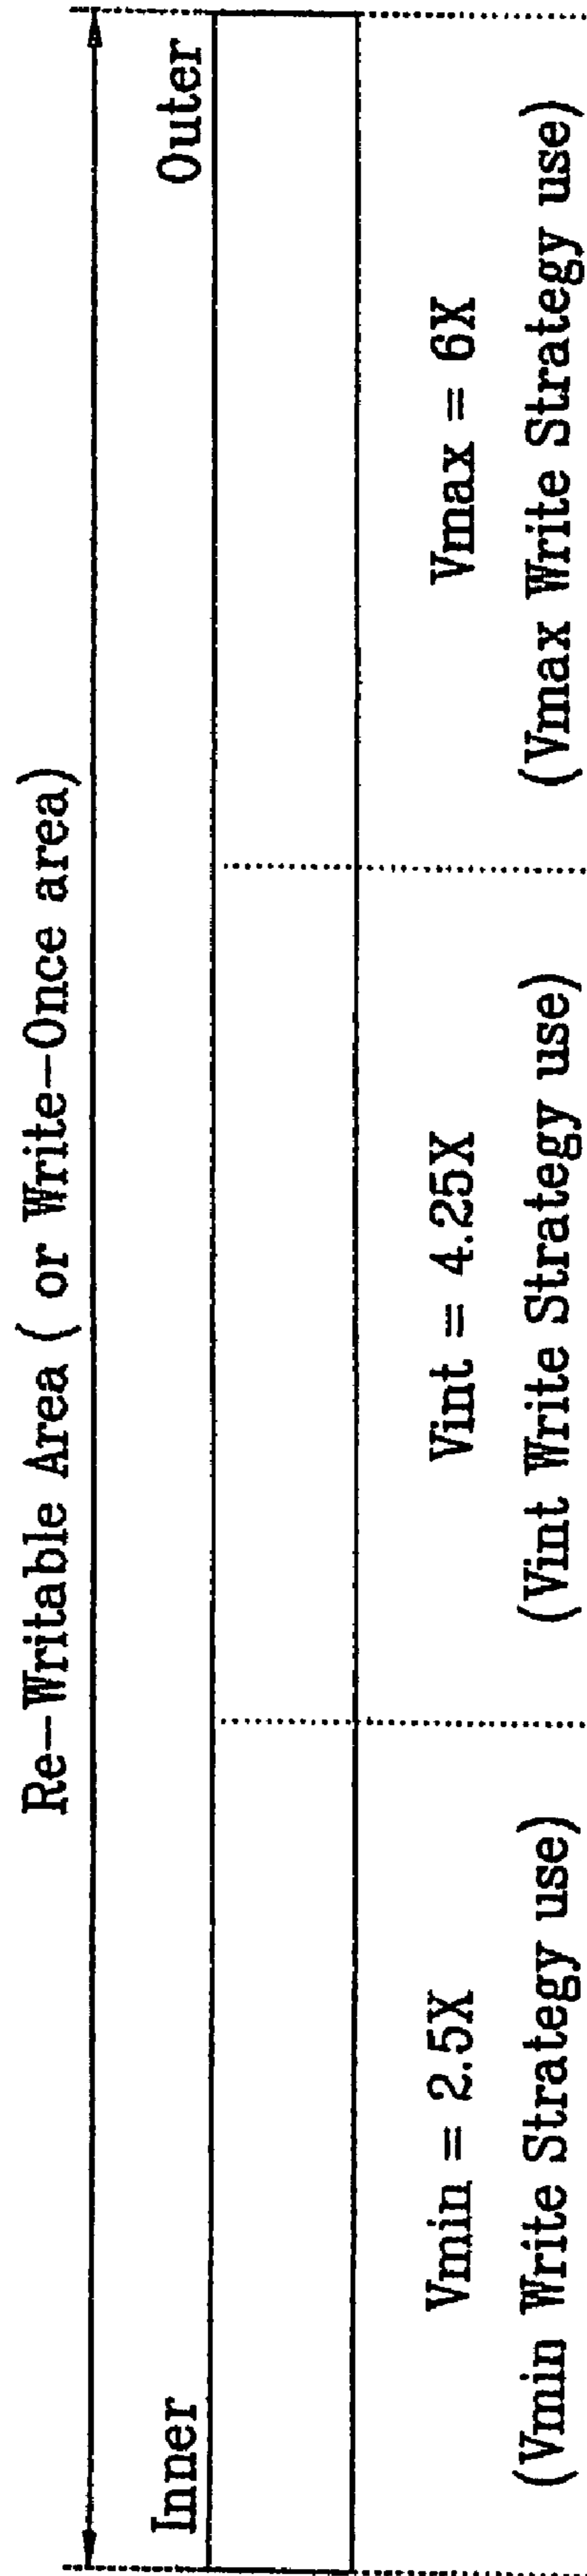 Re-Writable Area ( or Write-Once area)
Inner
Outer
Vmin = 2.5X
(Vmin Write Strategy use)
Vint = 4.25X
(Vint Write Strategy use)
Vmax = 6X
(Vmax Write Strategy use)